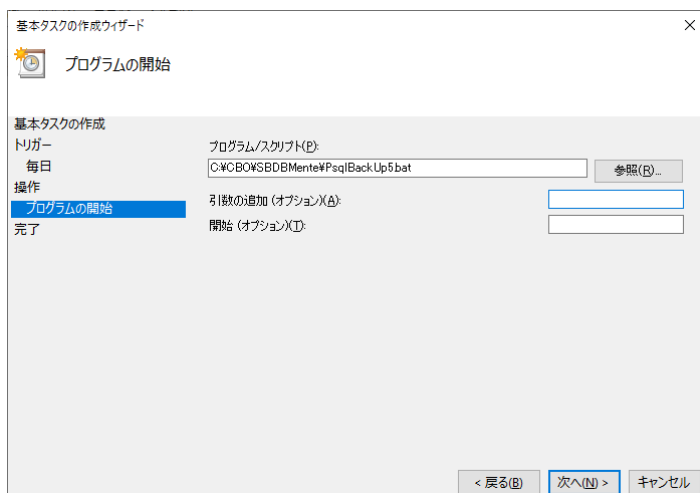 基本タスクの作成ウィザード
プログラムの開始
基本タスクの作成
トリガー
毎日
操作
プログラムの開始
完了
プログラム/スクリプト(P):
C:¥CBO¥SBDBMente¥PsqlBackUp5.bat
参照(R)...
引数の追加 (オプション)(A):
開始 (オプション)(T):
< 戻る(B)
次へ(N) >
キャンセル